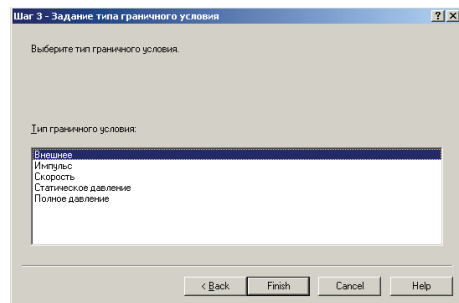 Шаг 3 - Задание типа граничного условия
Выберите тип граничного условия.
Тип граничного условия:
Внешнее
Импульс
Скорость
Статическое давление
Полное давление
< Back Finish Cancel Help